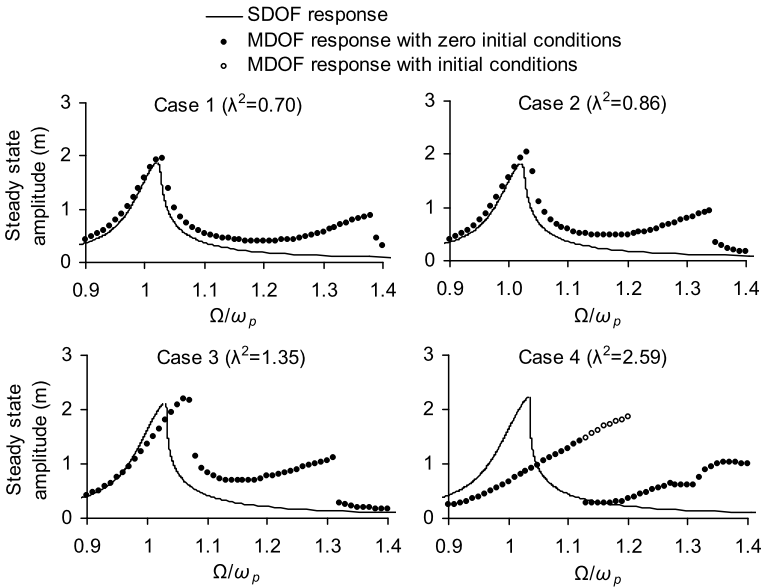 SDOF response
MDOF response with zero initial conditions
MDOF response with initial conditions
Case 1 (λ²=0.70)
Steady state
amplitude (m)
3
2
1
0
0.9 1 1.1 1.2 1.3 1.4
Ω/ωₚ
Case 2 (λ²=0.86)
3
2
1
0
0.9 1 1.1 1.2 1.3 1.4
Ω/ωₚ
Case 3 (λ²=1.35)
Steady state
amplitude (m)
3
2
1
0
0.9 1 1.1 1.2 1.3 1.4
Ω/ωₚ
Case 4 (λ²=2.59)
3
2
1
0
0.9 1 1.1 1.2 1.3 1.4
Ω/ωₚ